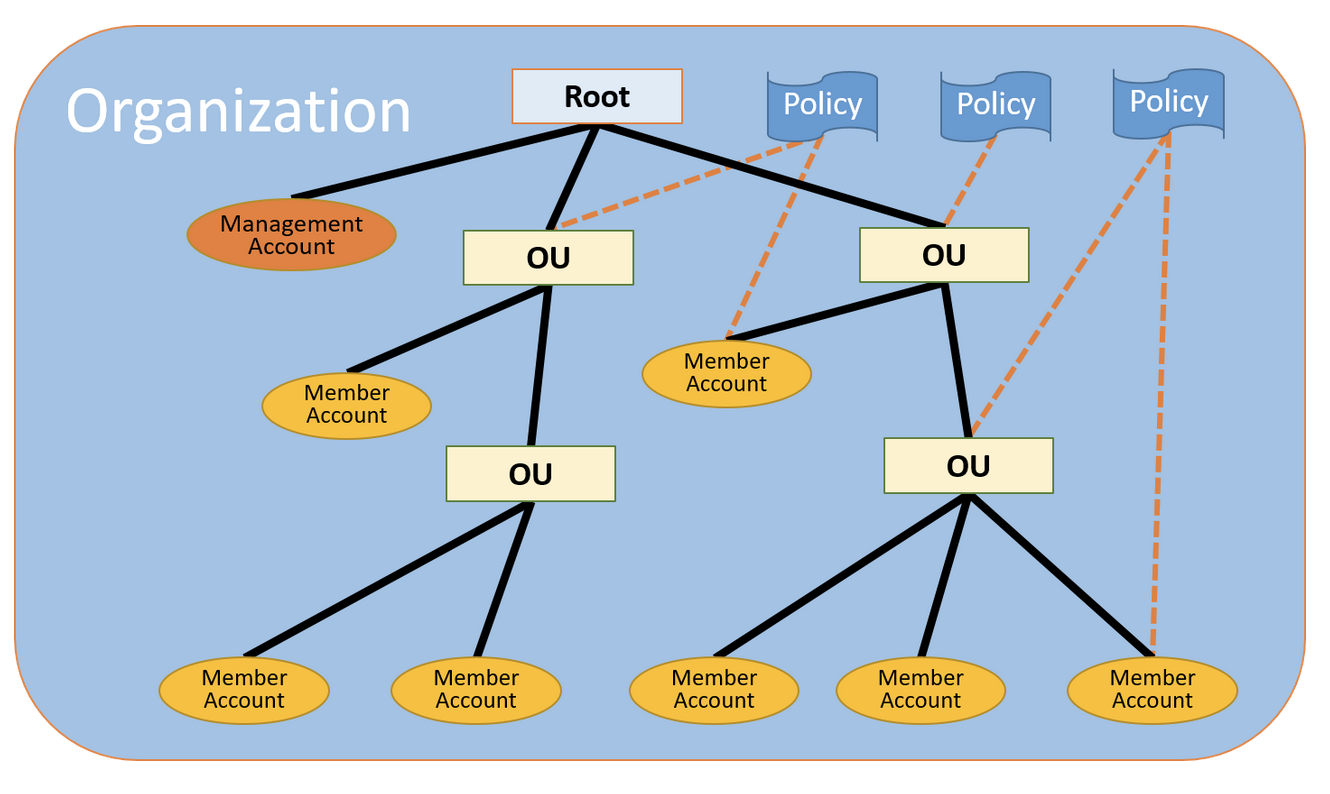 Organization
Root
Policy
Policy
Policy
Management
Account
OU
OU
Member
Account
Member
Account
OU
OU
Member
Account
Member
Account
Member
Account
Member
Account
Member
Account